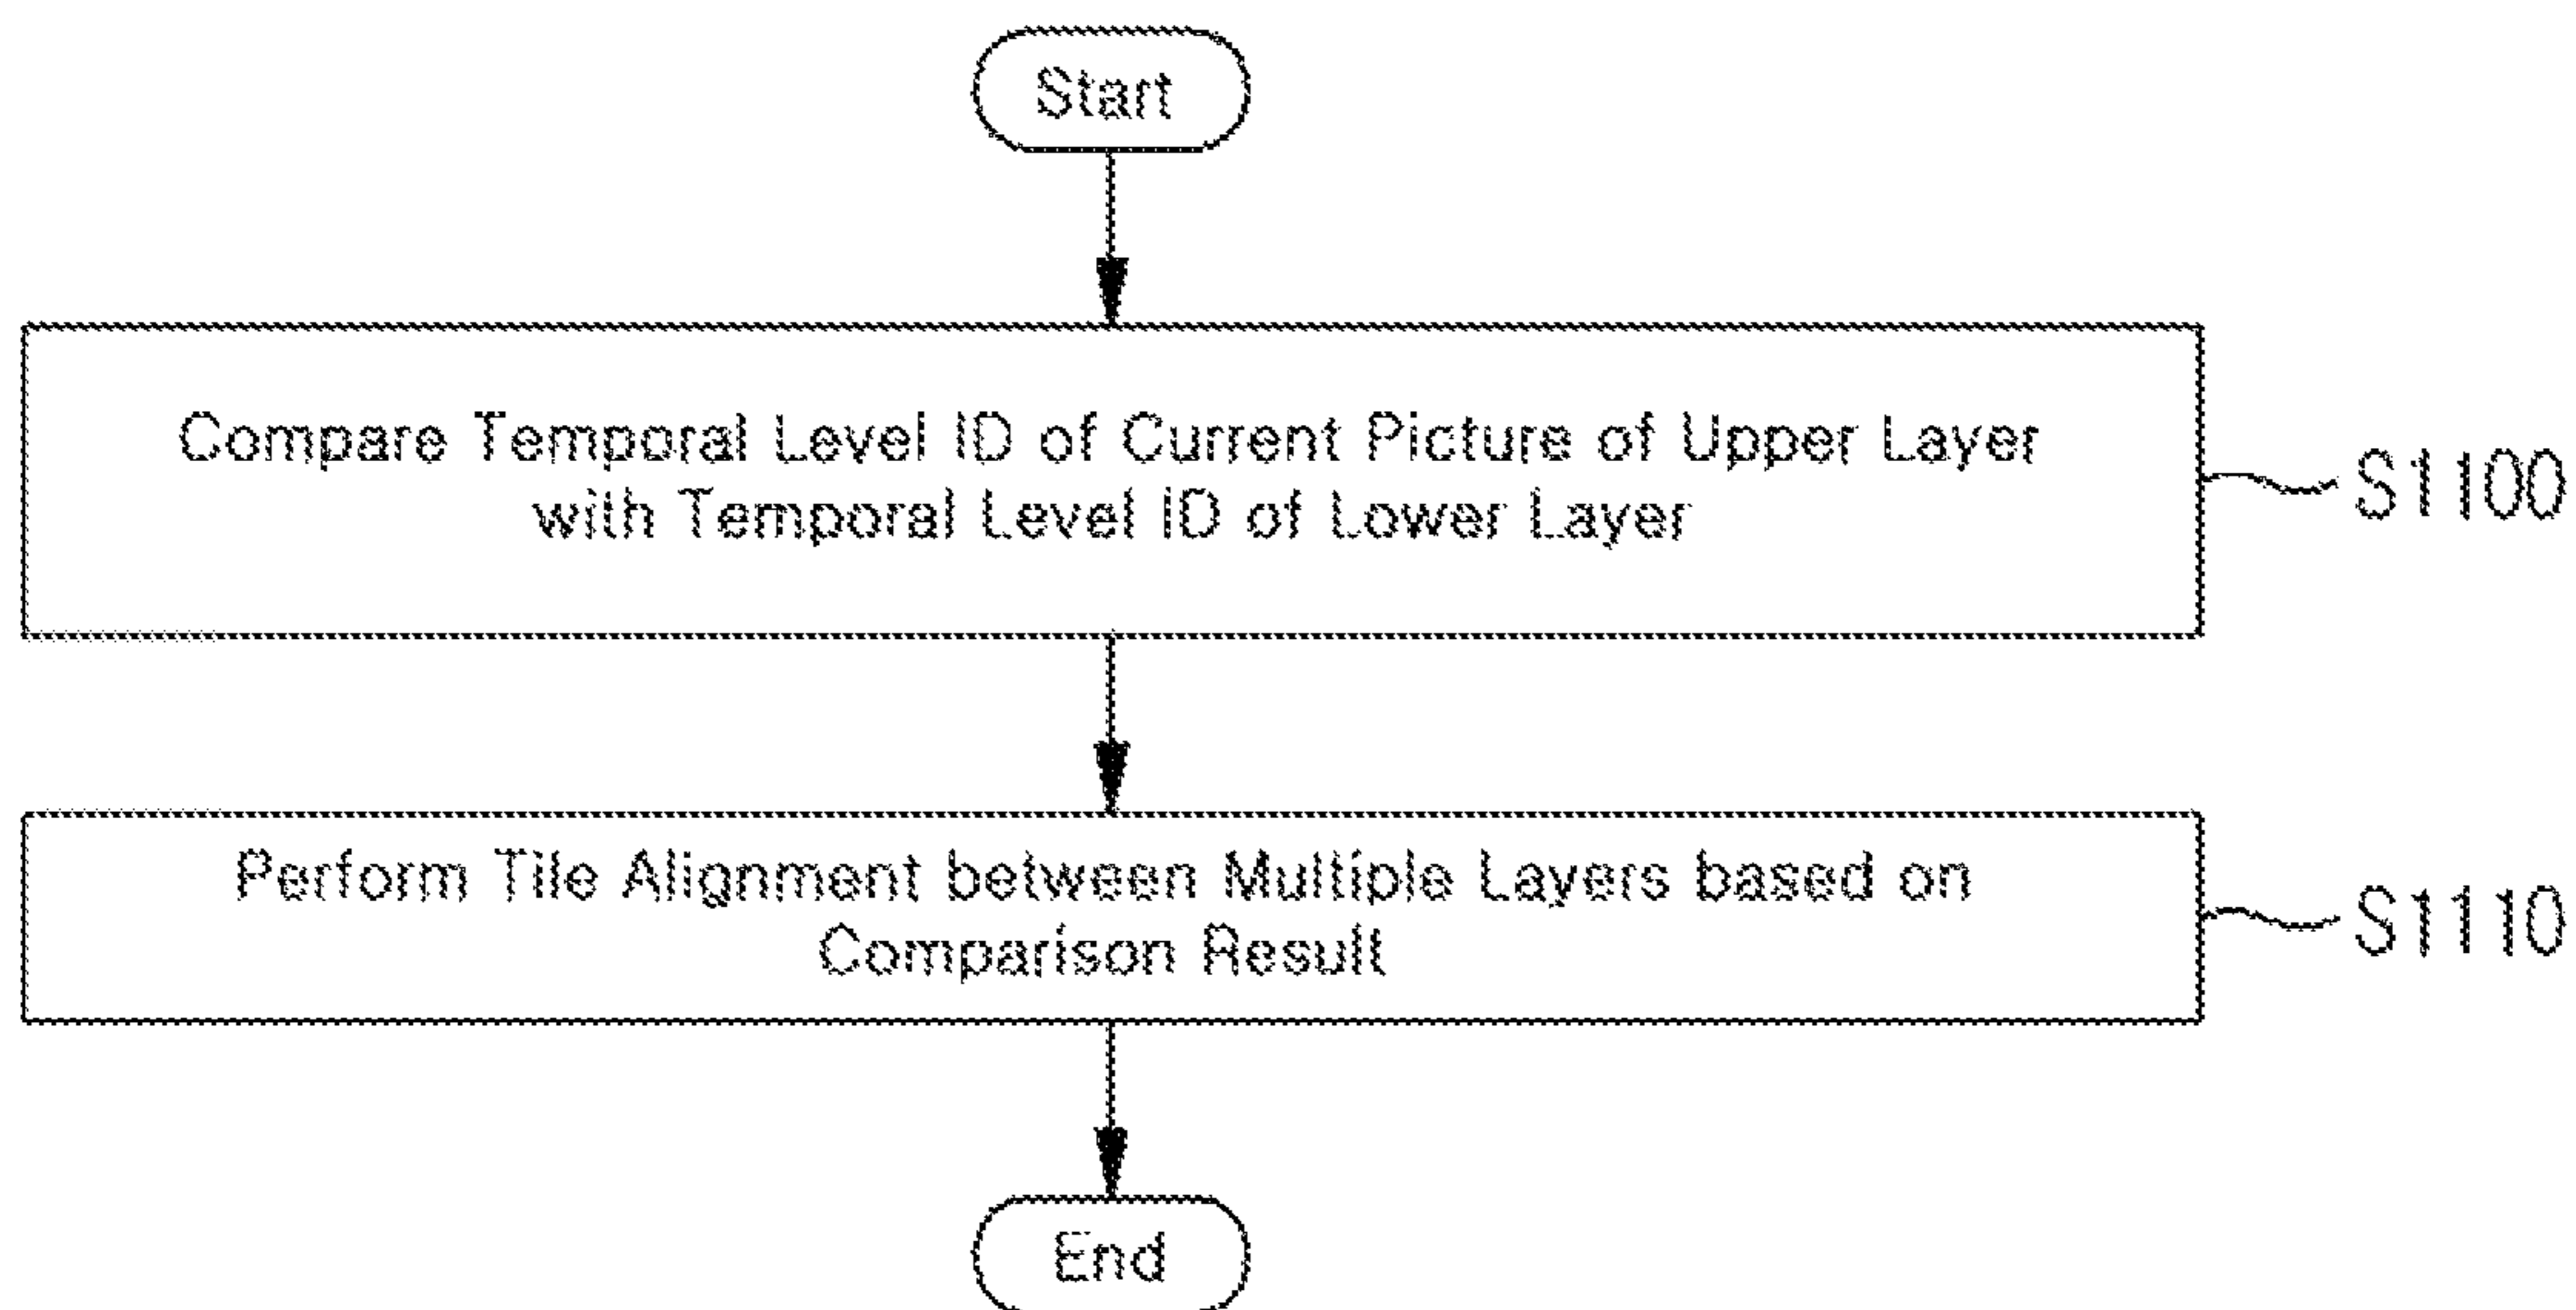 Start
Compare Temporal Level ID of Current Picture of Upper Layer
with Temporal Level ID of Lower Layer
S1100
Perform Tile Alignment between Multiple Layers based on
Comparison Result
S1110
End